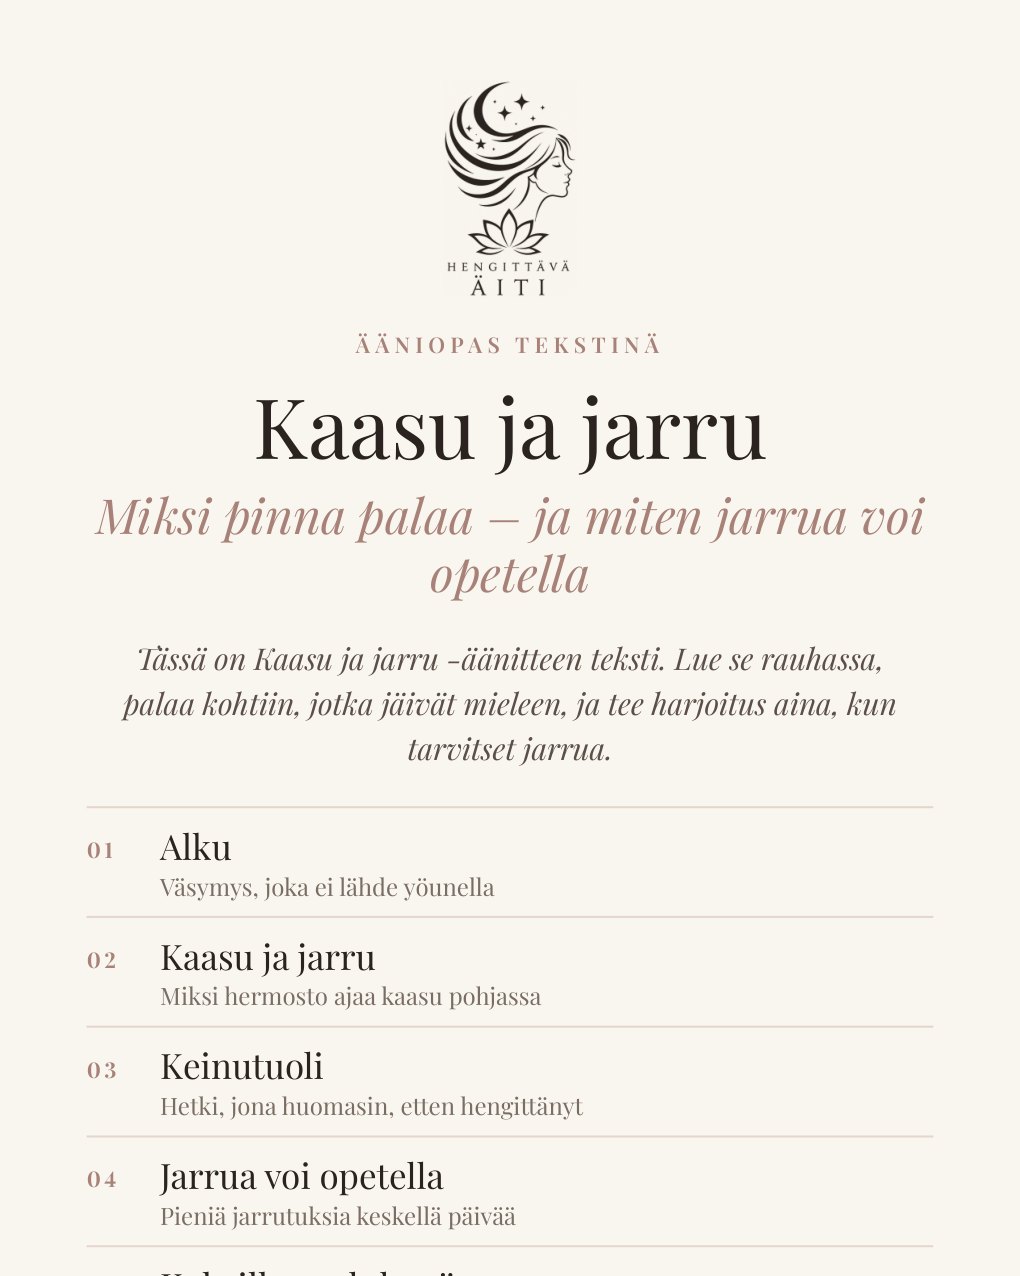 HENGITTÄVÄ
ÄITI
ÄÄNIOPAS TEKSTINÄ
Kaasu ja jarru
Miksi pinna palaa – ja miten jarrua voi
opetella
Tässä on Kaasu ja jarru -äänitteen teksti. Lue se rauhassa,
palaa kohtiin, jotka jäivät mieleen, ja tee harjoitus aina, kun
tarvitset jarrua.
01 Alku
Väsymys, joka ei lähde yöunella
02 Kaasu ja jarru
Miksi hermosto ajaa kaasu pohjassa
03 Keinutuoli
Hetki, jona huomasin, etten hengittänyt
04 Jarrua voi opetella
Pieniä jarrutuksia keskellä päivää